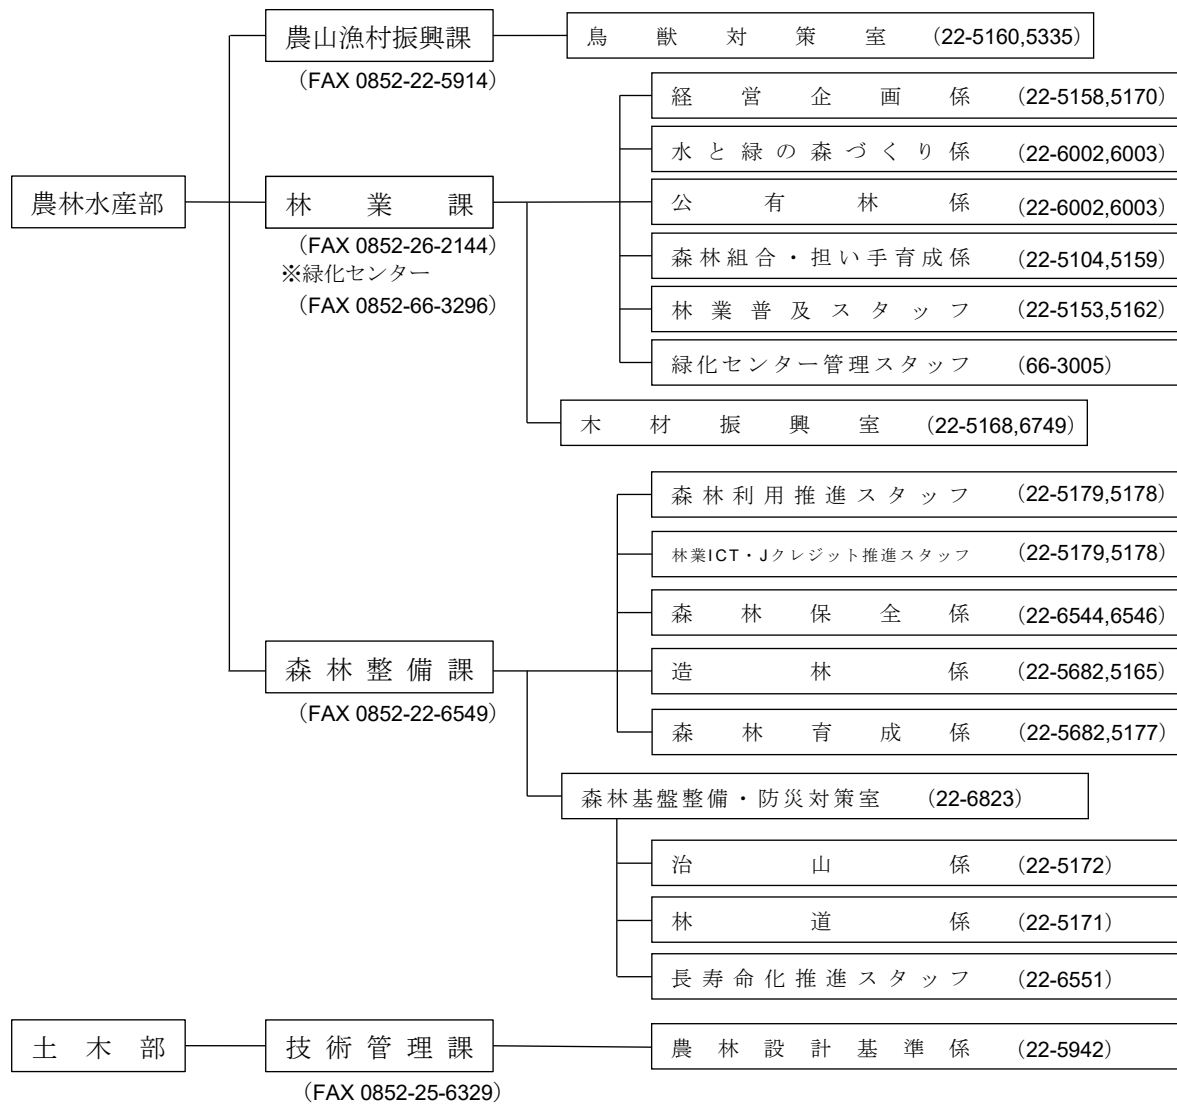 農山漁村振興課
鳥獣対策室 (22-5160,5335)
(FAX 0852-22-5914)
経営企画係 (22-5158,5170)
水と緑の森づくり係 (22-6002,6003)
農林水産部
林業課
公有林係 (22-6002,6003)
(FAX 0852-26-2144)
※緑化センター
(FAX 0852-66-3296)
森林組合・担い手育成係 (22-5104,5159)
林業普及スタッフ (22-5153,5162)
緑化センター管理スタッフ (66-3005)
木材振興室 (22-5168,6749)
森林利用推進スタッフ (22-5179,5178)
林業ICT・Jクレジット推進スタッフ (22-5179,5178)
森林保全係 (22-6544,6546)
森林整備課
造林係 (22-5682,5165)
(FAX 0852-22-6549)
森林育成係 (22-5682,5177)
森林基盤整備・防災対策室 (22-6823)
治山係 (22-5172)
林道係 (22-5171)
長寿命化推進スタッフ (22-6551)
土木部
技術管理課
農林設計基準係 (22-5942)
(FAX 0852-25-6329)